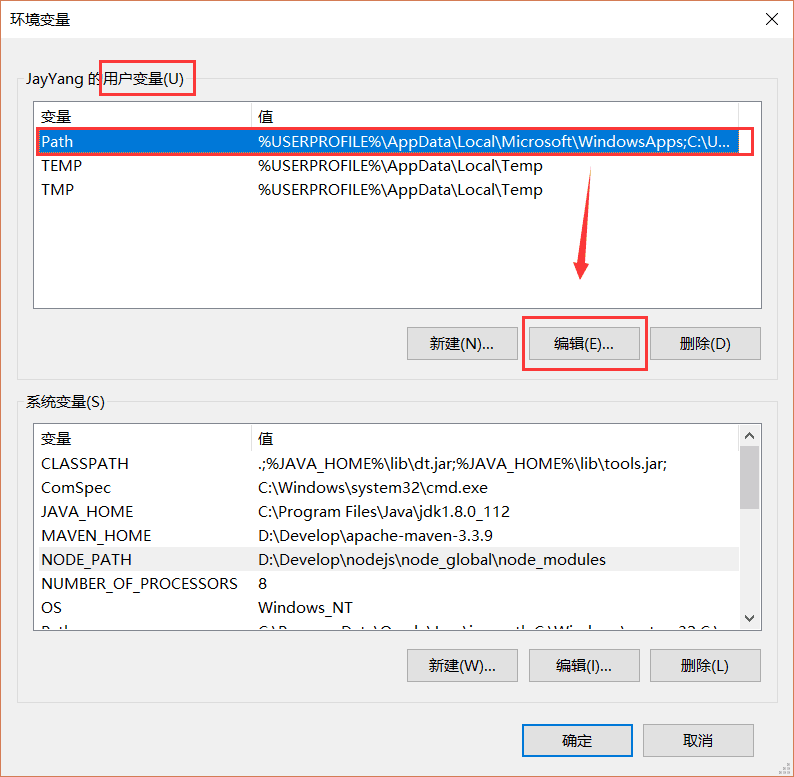 环境变量
JayYang 的用户变量(U)
变量 值
Path %USERPROFILE%\AppData\Local\Microsoft\WindowsApps;C:\U...
TEMP %USERPROFILE%\AppData\Local\Temp
TMP %USERPROFILE%\AppData\Local\Temp
新建(N)... 编辑(E)... 删除(D)
系统变量(S)
变量 值
CLASSPATH .;%JAVA_HOME%\lib\dt.jar;%JAVA_HOME%\lib\tools.jar;
ComSpec C:\Windows\system32\cmd.exe
JAVA_HOME C:\Program Files\Java\jdk1.8.0_112
MAVEN_HOME D:\Develop\apache-maven-3.3.9
NODE_PATH D:\Develop\nodejs\node_global\node_modules
NUMBER_OF_PROCESSORS 8
OS Windows_NT
新建(W)... 编辑(I)... 删除(L)
确定 取消